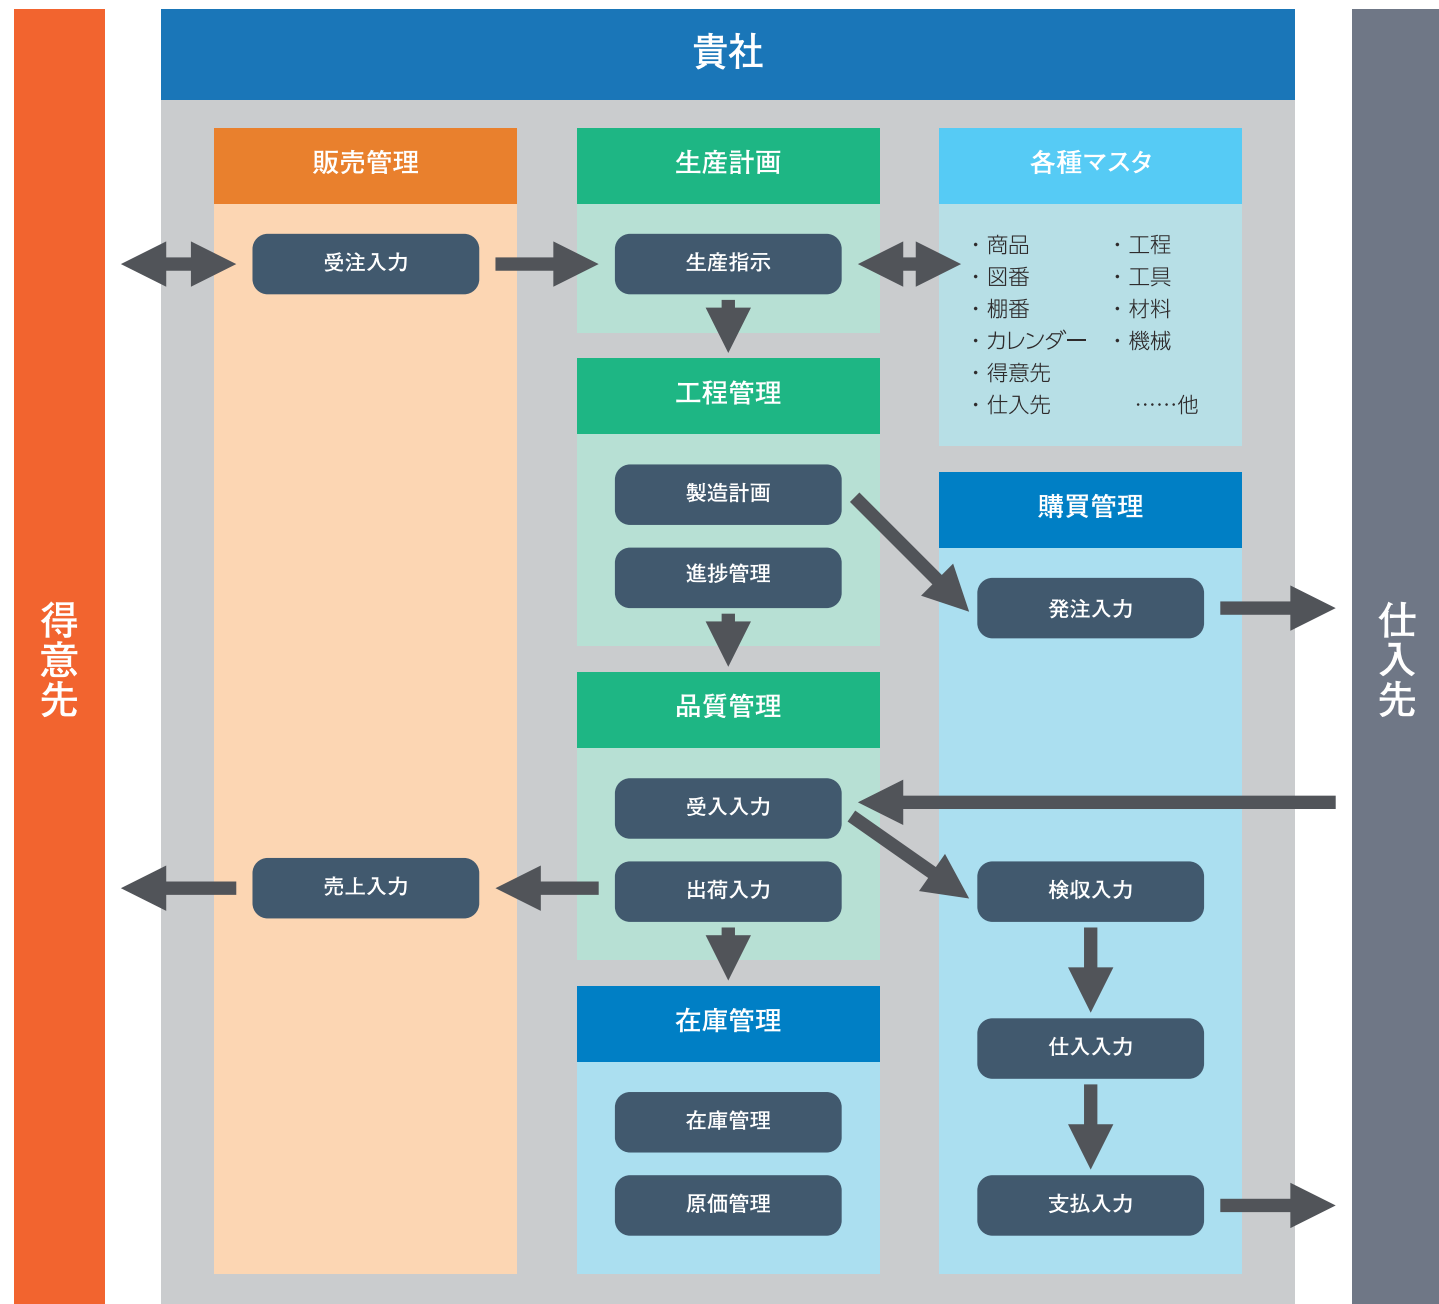 貴社
得意先
販売管理
受注入力
売上入力
生産計画
生産指示
工程管理
製造計画
進捗管理
品質管理
受入入力
出荷入力
在庫管理
在庫管理
原価管理
各種マスタ
・商品
・図番
・棚番
・カレンダー
・得意先
・仕入先
・工程
・工具
・材料
・機械
……他
購買管理
発注入力
検収入力
仕入入力
支払入力
仕入先